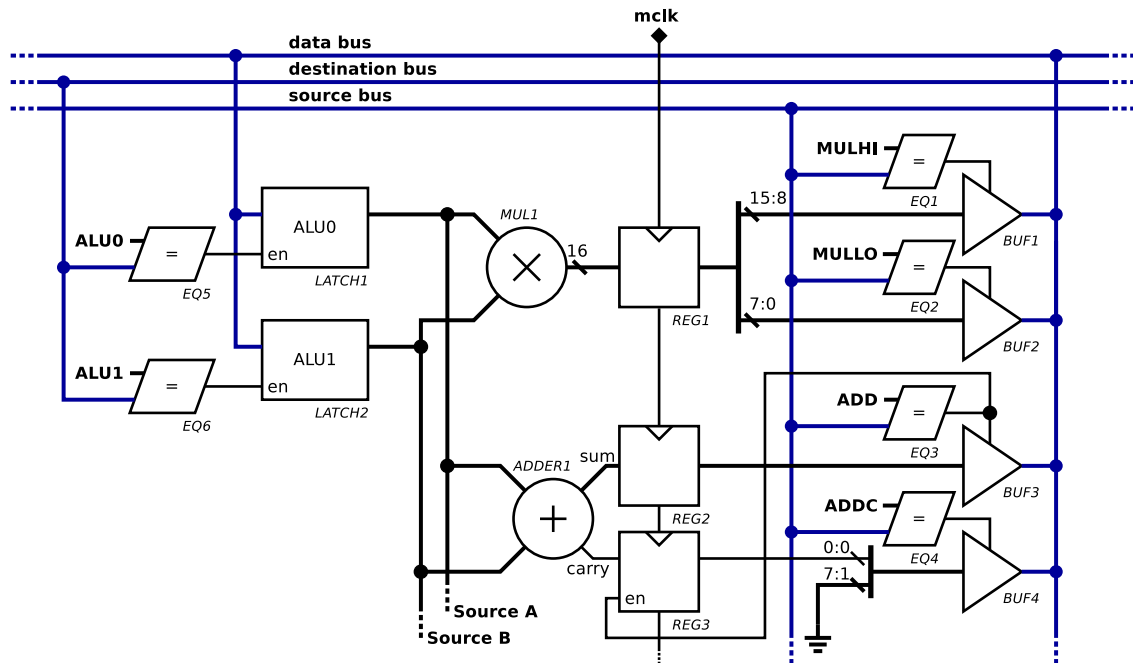 mclk
data bus
destination bus
source bus
MULHI
=
EQ1
15:8
BUF1
ALU0
=
EQ5
ALU0
en
LATCH1
MUL1
×
16
REG1
MULLO
=
EQ2
7:0
BUF2
ALU1
=
EQ6
ALU1
en
LATCH2
ADD
=
EQ3
BUF3
ADDER1
+
sum
carry
REG2
ADDC
=
EQ4
0:0
7:1
BUF4
en
REG3
Source A
Source B